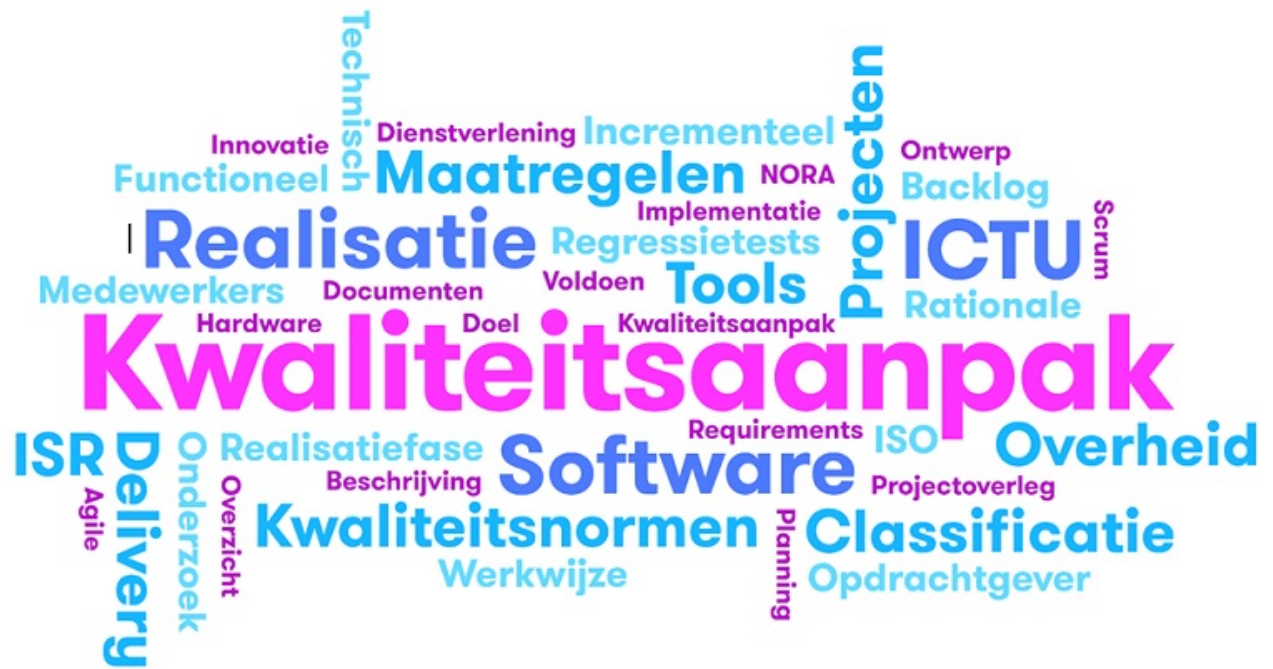 Technisch
Projecten
Innovatie
Dienstverlening
Incrementeel
Ontwerp
Functioneel
Maatregelen
NORA
Backlog
Implementatie
Scrum
Realisatie
Regressietests
ICTU
Medewerkers
Documenten
Voldoen
Tools
Rationale
Hardware
Doel
Kwaliteitsaanpak
Kwaliteitsaanpak
ISR
Delivery
Onderzoek
Realisatiefase
Software
Requirements
ISO
Overheid
Agile
Overzicht
Beschrijving
Projectoverleg
Kwaliteitsnormen
Planning
Classificatie
Werkwijze
Opdrachtgever